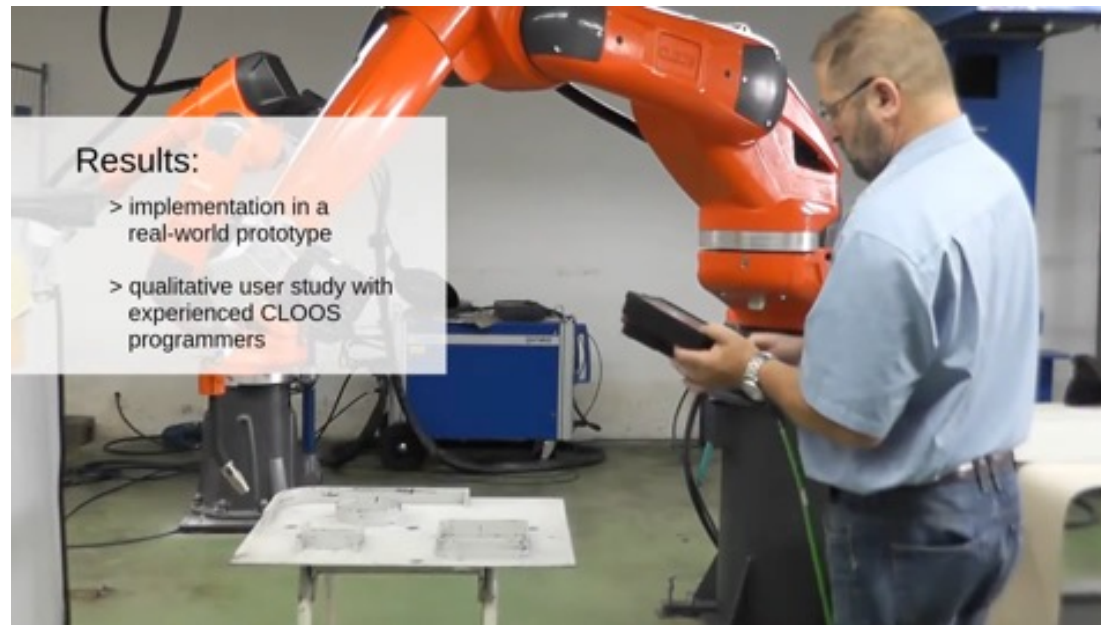 Results:
> implementation in a
real-world prototype
> qualitative user study with
experienced CLOOS
programmers